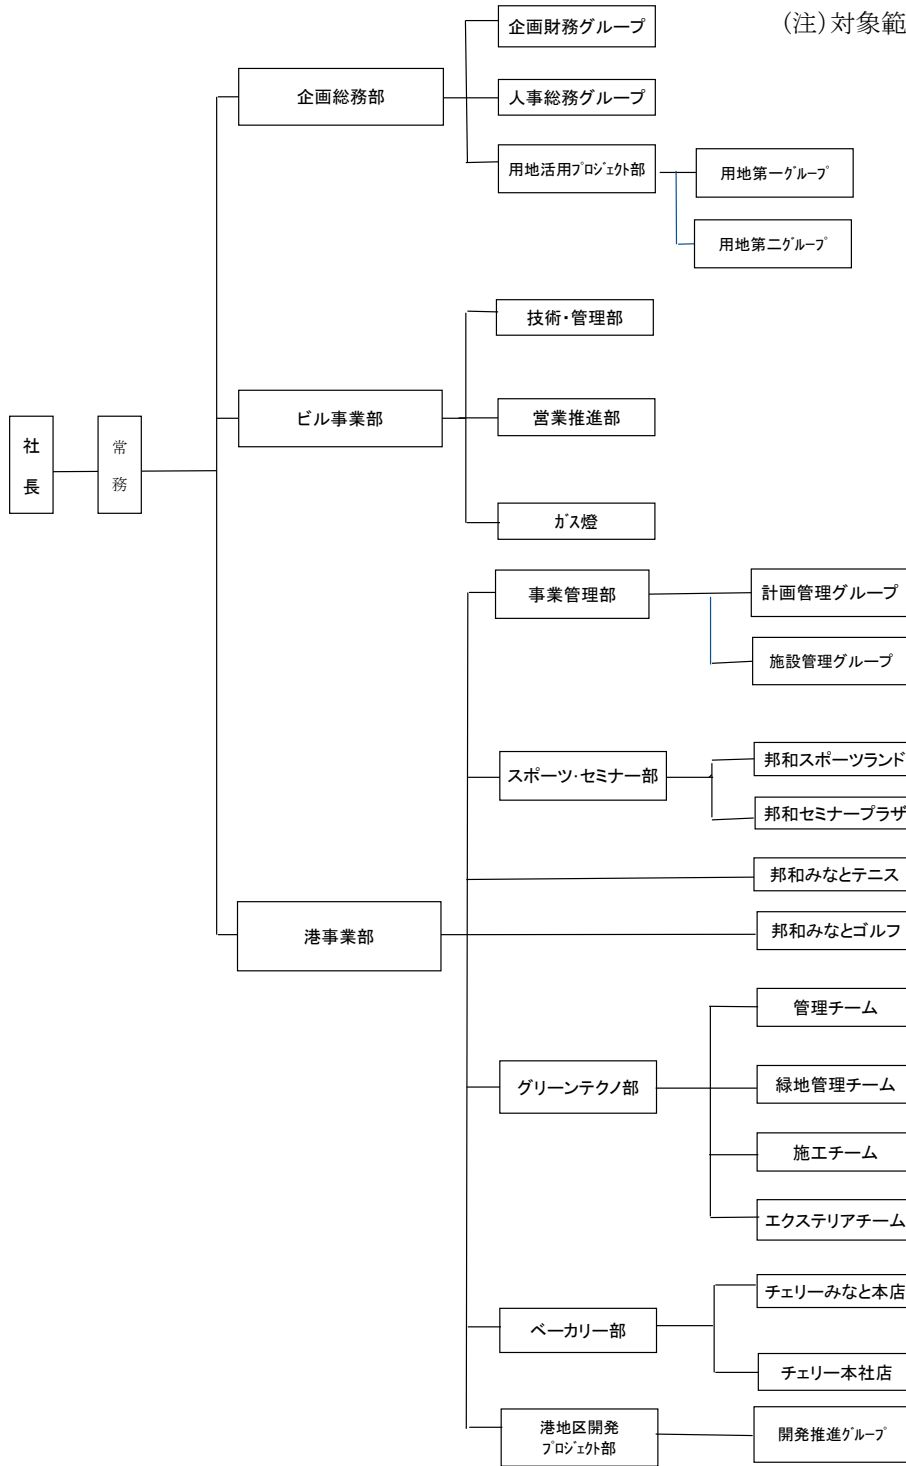 (注)対象範
企画財務グループ
企画総務部
人事総務グループ
用地活用ﾌﾟﾛｼﾞｪｸﾄ部
用地第一ｸﾞﾙｰﾌﾟ
用地第二ｸﾞﾙｰﾌﾟ
技術・管理部
ビル事業部
営業推進部
社長
常務
ｶﾞｽ燈
事業管理部
計画管理グループ
施設管理グループ
スポーツ・セミナー部
邦和スポーツランド
邦和セミナープラザ
邦和みなとテニス
港事業部
邦和みなとゴルフ
管理チーム
グリーンテクノ部
緑地管理チーム
施工チーム
エクステリアチーム
チェリーみなと本店
ベーカリー部
チェリー本社店
港地区開発
ﾌﾟﾛｼﾞｪｸﾄ部
開発推進ｸﾞﾙｰﾌﾟ